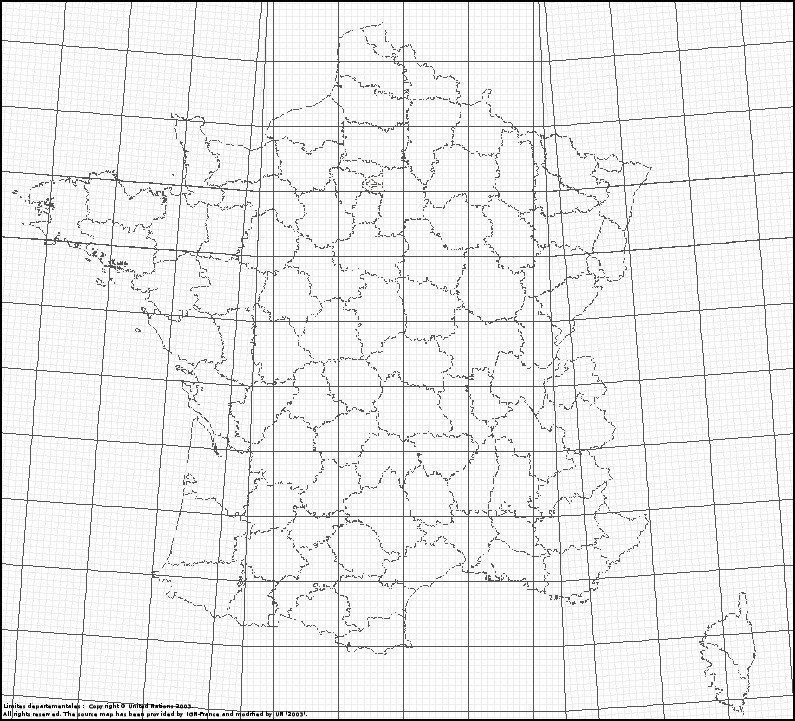 Limites departementales : Copyright © United Nations 2003
All rights reserved. The source map has been provided by IGN-France and modified by UN '2003'.